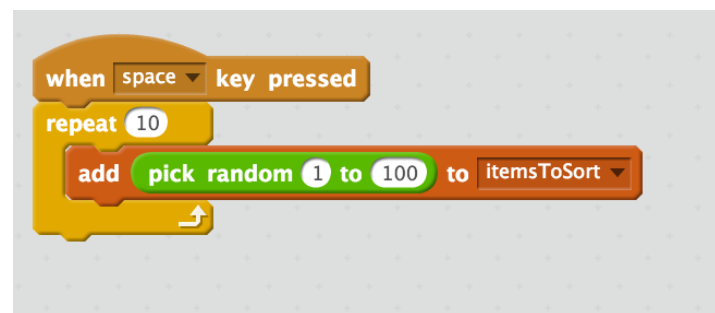 when space key pressed
repeat 10
add pick random 1 to 100 to itemsToSort